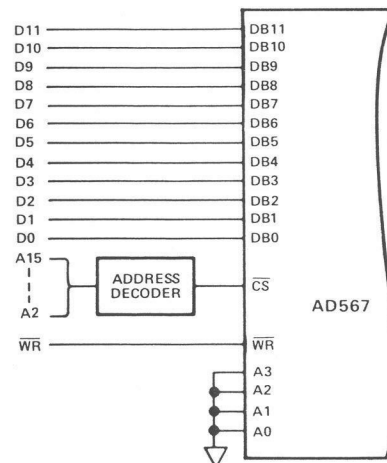 D11 DB11
D10 DB10
D9 DB9
D8 DB8
D7 DB7
D6 DB6
D5 DB5
D4 DB4
D3 DB3
D2 DB2
D1 DB1
D0 DB0
A15
ADDRESS
DECODER
CS
A2
AD567
WR WR
A3
A2
A1
A0